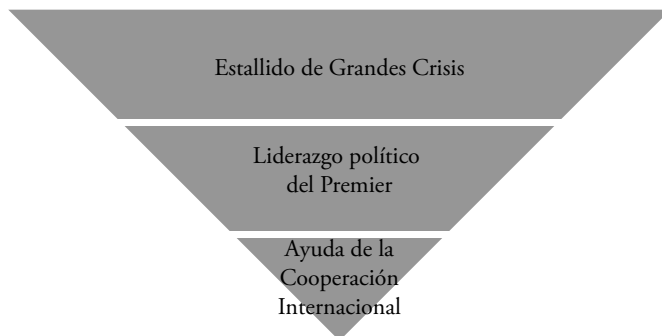 Estallido de Grandes Crisis
Liderazgo político
del Premier
Ayuda de la
Cooperación
Internacional